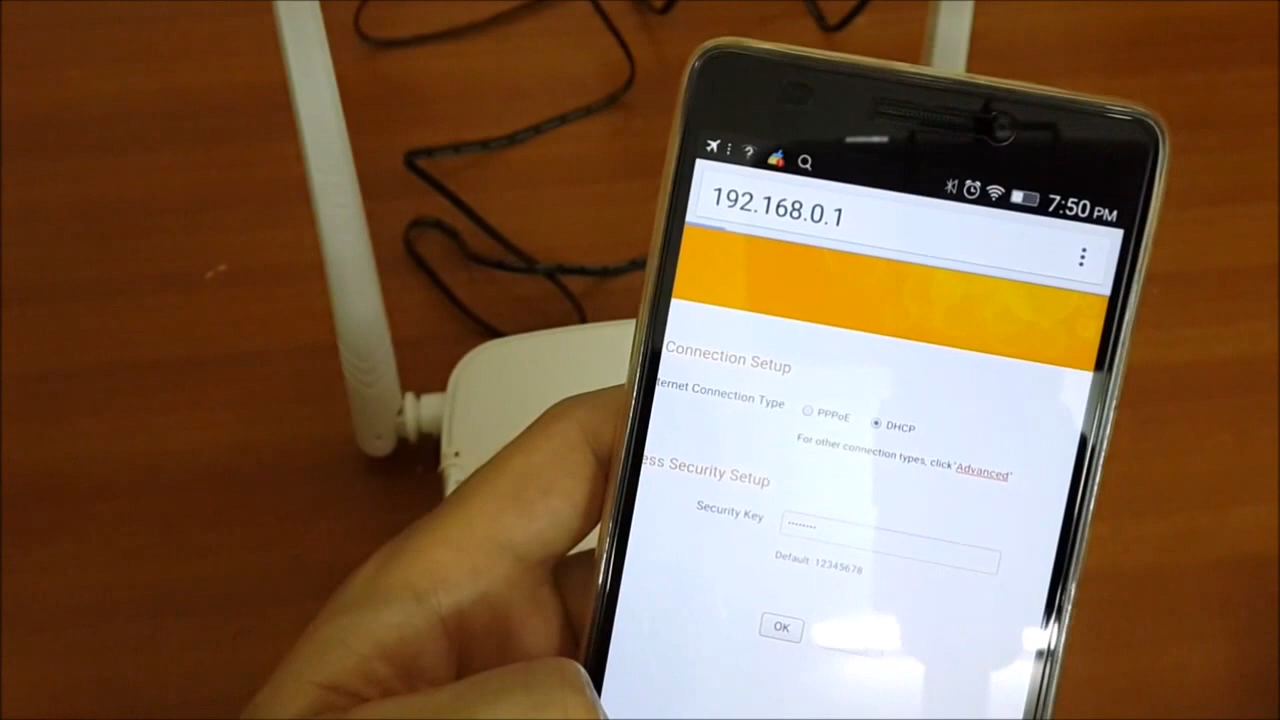 7:50 PM
192.168.0.1
Connection Setup
ternet Connection Type PPPoE DHCP
For other connection types, click"Advanced"
ess Security Setup
Security Key ••••••••
Default :12345678
OK